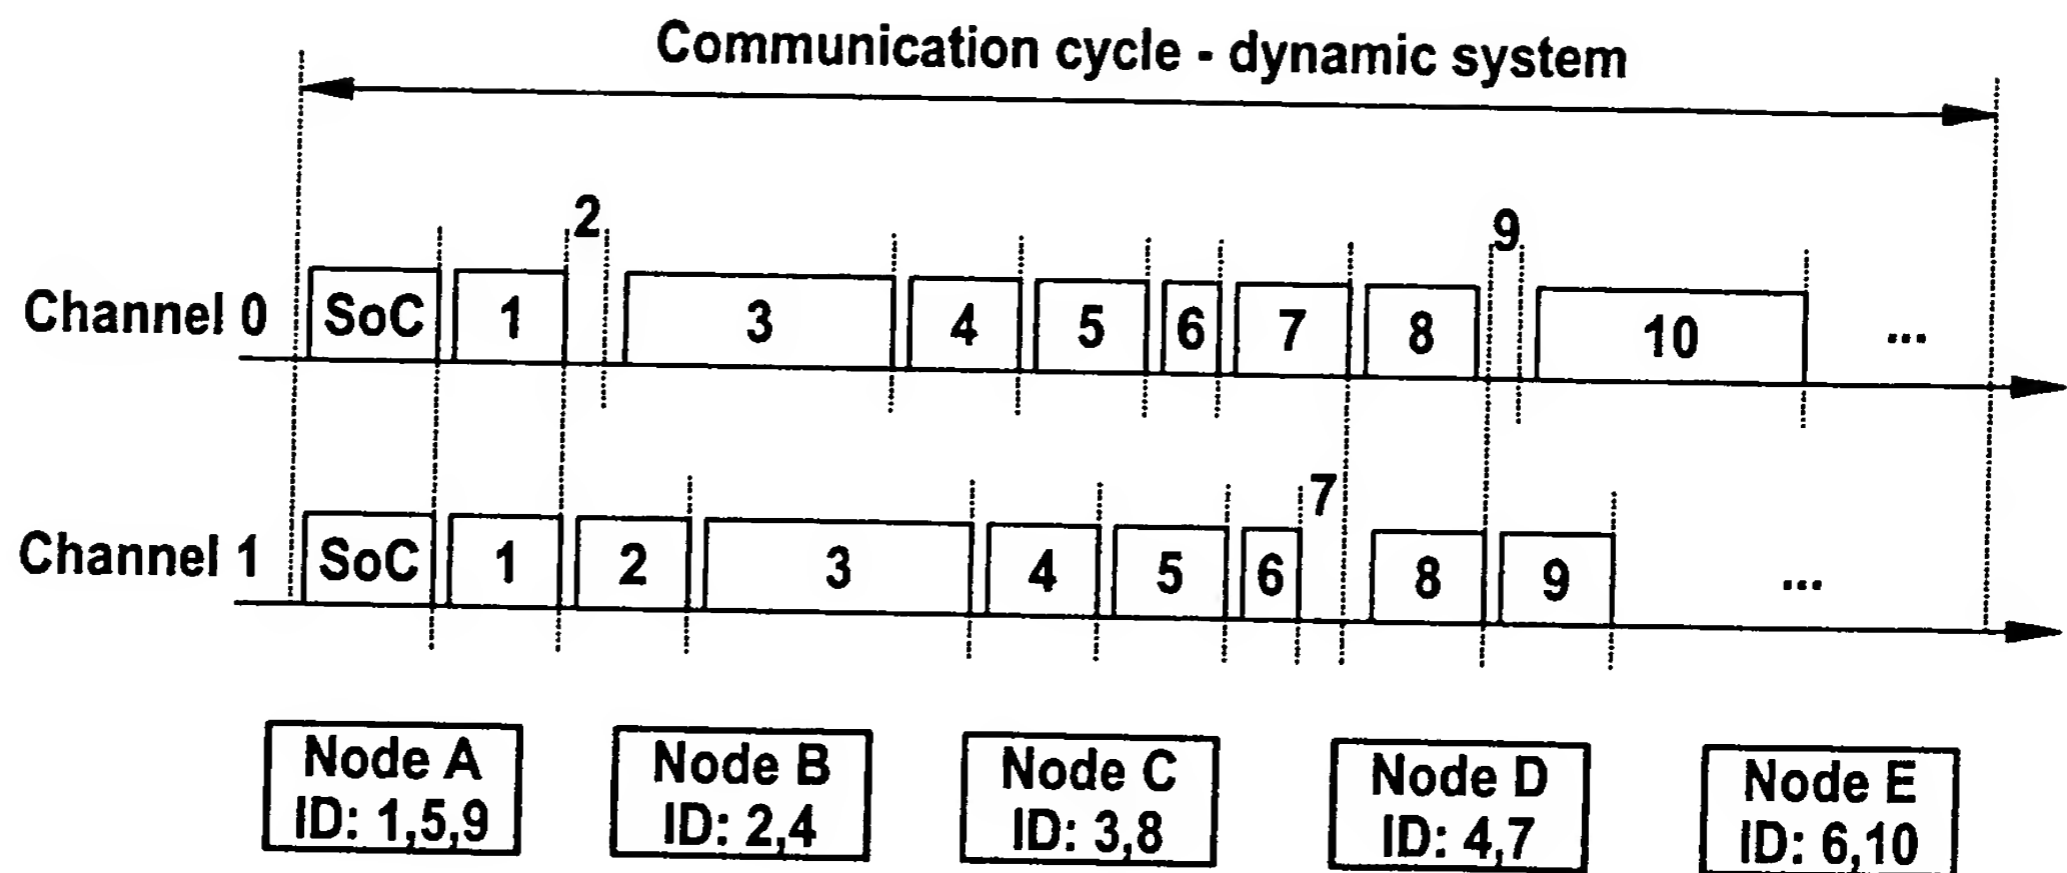 Communication cycle - dynamic system
2 9
Channel 0 SoC 1 3 4 5 6 7 8 10 ...
7
Channel 1 SoC 1 2 3 4 5 6 8 9 ...
Node A
ID: 1,5,9
Node B
ID: 2,4
Node C
ID: 3,8
Node D
ID: 4,7
Node E
ID: 6,10